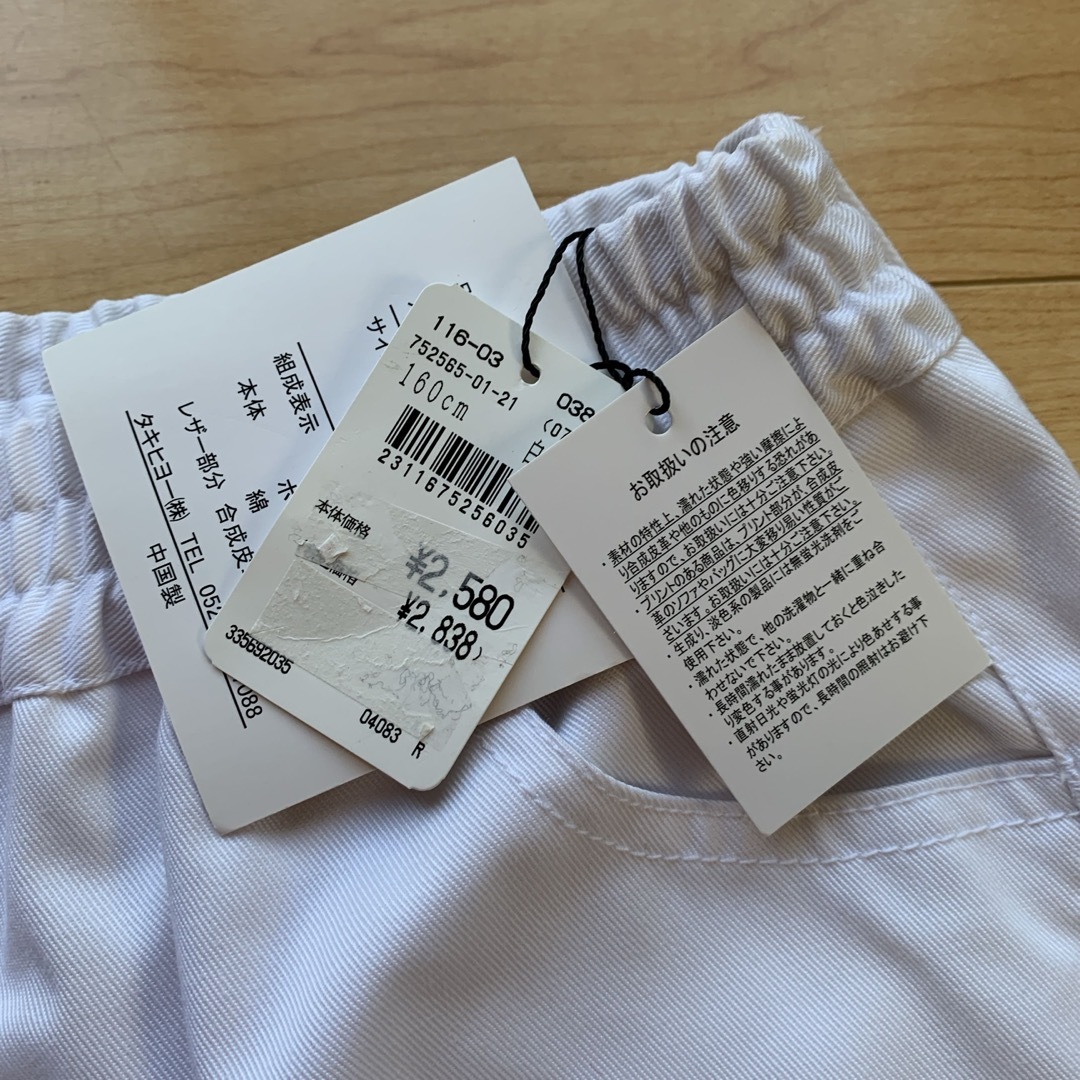 組成表示
本体
綿
レザー部分 合成皮
タキヒヨー(株) TEL 052
088
中国製
116-03
752565-01-21
038
160cm
(07
白
2311675256035
本体価格
¥2,580
¥2,838)
335692035
04083 R
お取扱いの注意
・素材の特性上、濡れた状態や強い摩擦によ
り合成皮革や他のものに色移りする恐れがあ
りますので、お取扱いには十分ご注意下さい。
・プリントのある商品は、プリント部分が合成皮
革のソファやバッグに大変移り易い性質がご
ざいます。お取扱いには十分ご注意下さい。
・生成り、淡色系の製品には無蛍光洗剤をご
使用下さい。
・濡れた状態で、他の洗濯物と一緒に重ね合
わせないで下さい。
・長時間濡れたまま放置しておくと色泣きした
り変色する事があります。
・直射日光や蛍光灯の光により色あせする事
がありますので、長時間の照射はお避け下
さい。